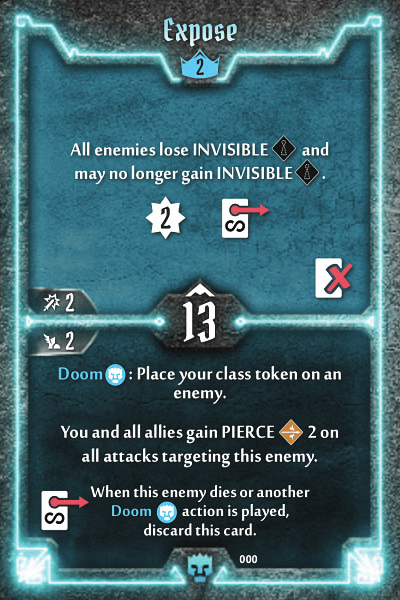 Expose
2
All enemies lose INVISIBLE and
may no longer gain INVISIBLE .
2 S
2
13
2
Doom : Place your class token on an
enemy.
You and all allies gain PIERCE 2 on
all attacks targeting this enemy.
S When this enemy dies or another
Doom action is played,
discard this card.
000